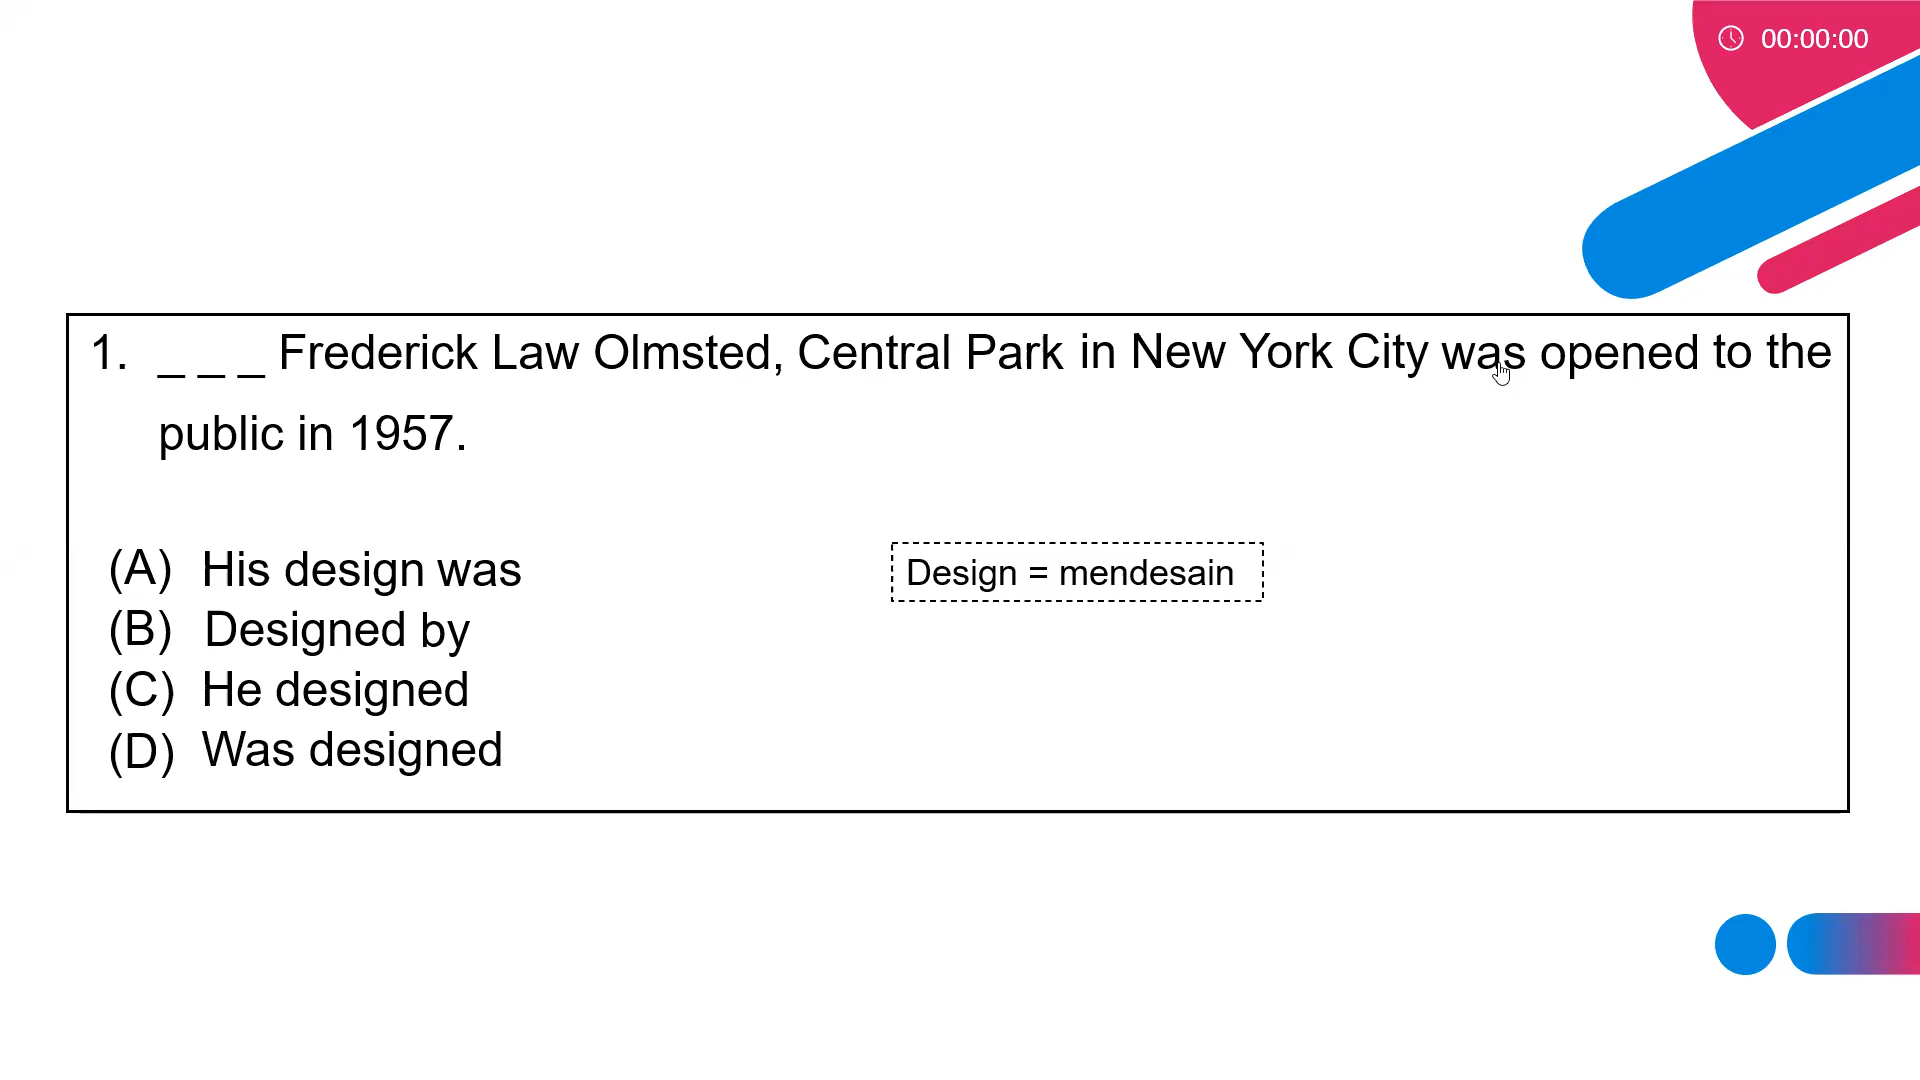 00:00:00
1. _ _ _ Frederick Law Olmsted, Central Park in New York City was opened to the
public in 1957.
(A) His design was
Design = mendesain
(B) Designed by
(C) He designed
(D) Was designed